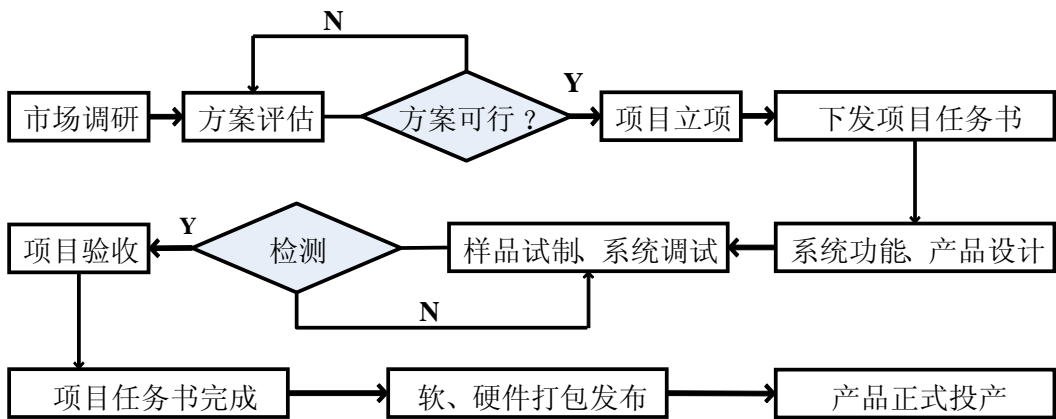 N
市场调研
方案评估
方案可行？
Y
项目立项
下发项目任务书
系统功能、产品设计
样品试制、系统调试
检测
N
Y
项目验收
项目任务书完成
软、硬件打包发布
产品正式投产